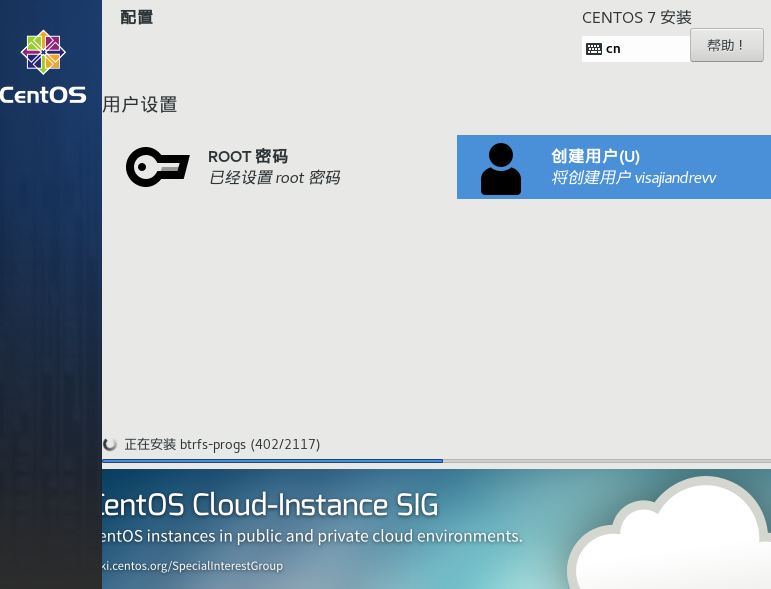 CentOS
配置
CENTOS 7 安装
cn
帮助！
用户设置
ROOT 密码
已经设置 root 密码
创建用户(U)
将创建用户 visajiandrevv
正在安装 btrfs-progs (402/2117)
CentOS Cloud-Instance SIG
entOS instances in public and private cloud environments.
ki.centos.org/SpecialInterestGroup